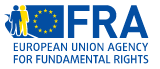 FRA
EUROPEAN UNION AGENCY
FOR FUNDAMENTAL RIGHTS